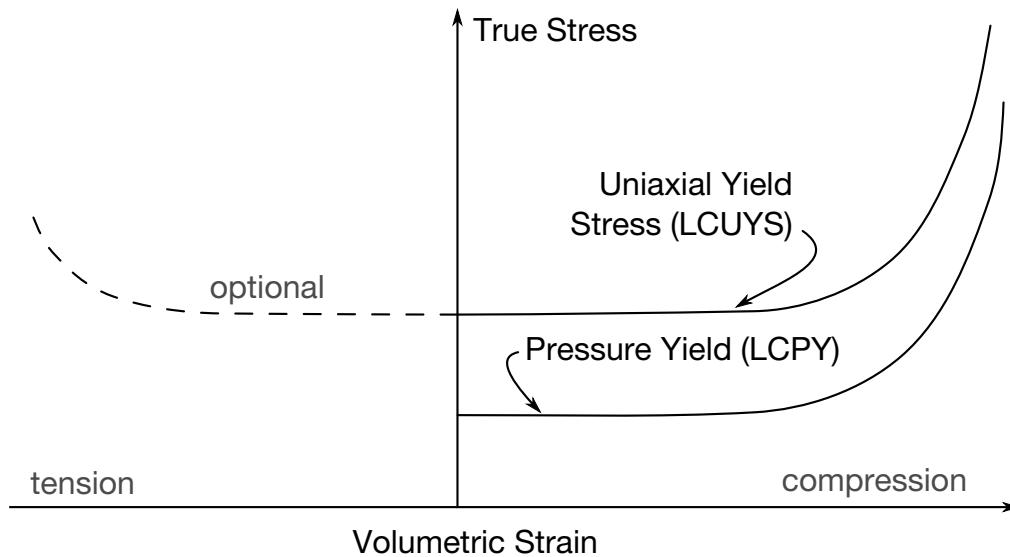 True Stress
Uniaxial Yield
Stress (LCUYS)
optional
Pressure Yield (LCPY)
tension
compression
Volumetric Strain